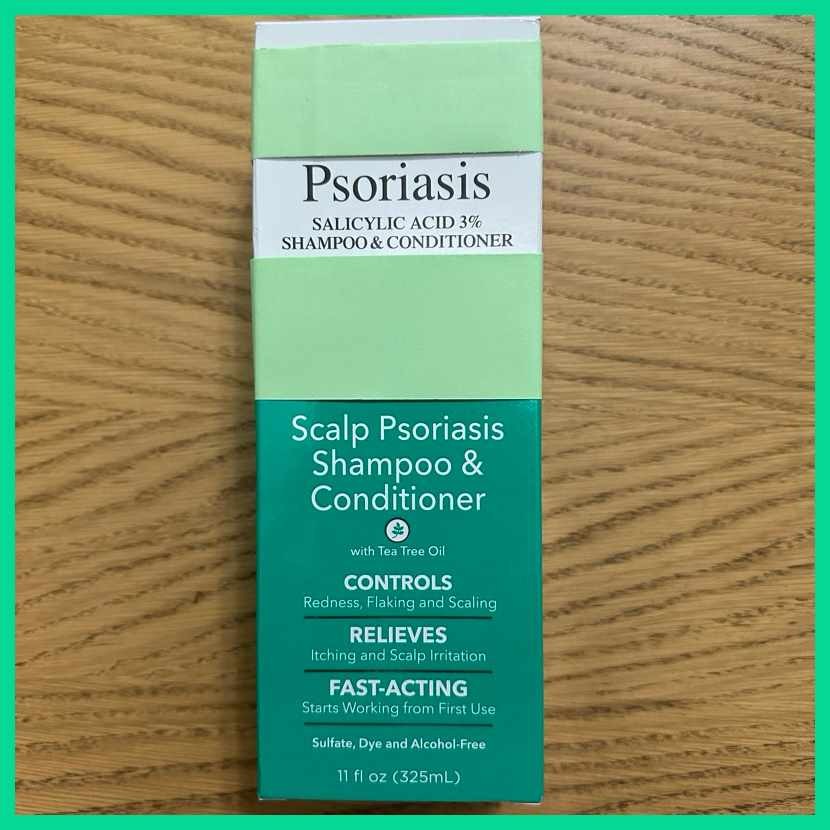 Psoriasis
SALICYLIC ACID 3%
SHAMPOO & CONDITIONER
Scalp Psoriasis
Shampoo &
Conditioner
with Tea Tree Oil
CONTROLS
Redness, Flaking and Scaling
RELIEVES
Itching and Scalp Irritation
FAST-ACTING
Starts Working from First Use
Sulfate, Dye and Alcohol-Free
11 fl oz (325mL)